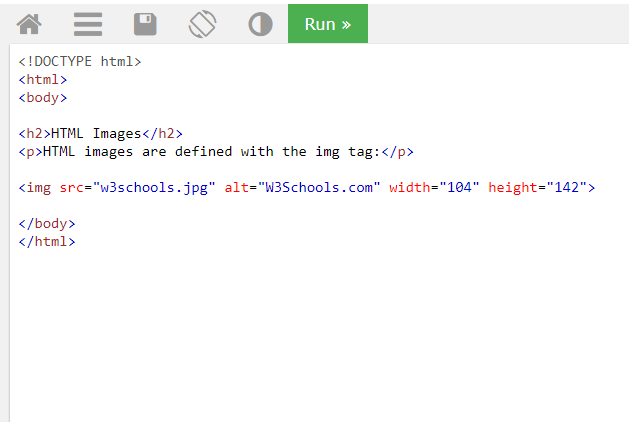 Run »
<!DOCTYPE html>
<html>
<body>
<h2>HTML Images</h2>
<p>HTML images are defined with the img tag:</p>
<img src="w3schools.jpg" alt="W3Schools.com" width="104" height="142">
</body>
</html>